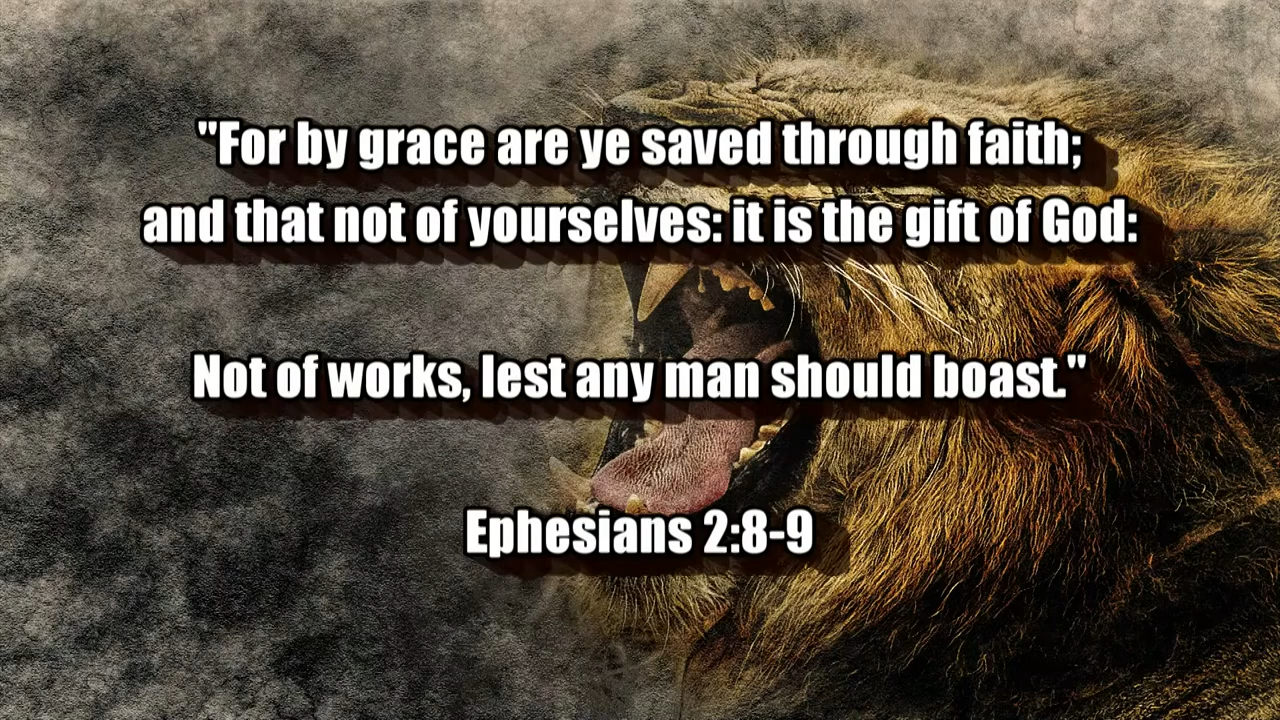 "For by grace are ye saved through faith;
and that not of yourselves: it is the gift of God:
Not of works, lest any man should boast."
Ephesians 2:8-9